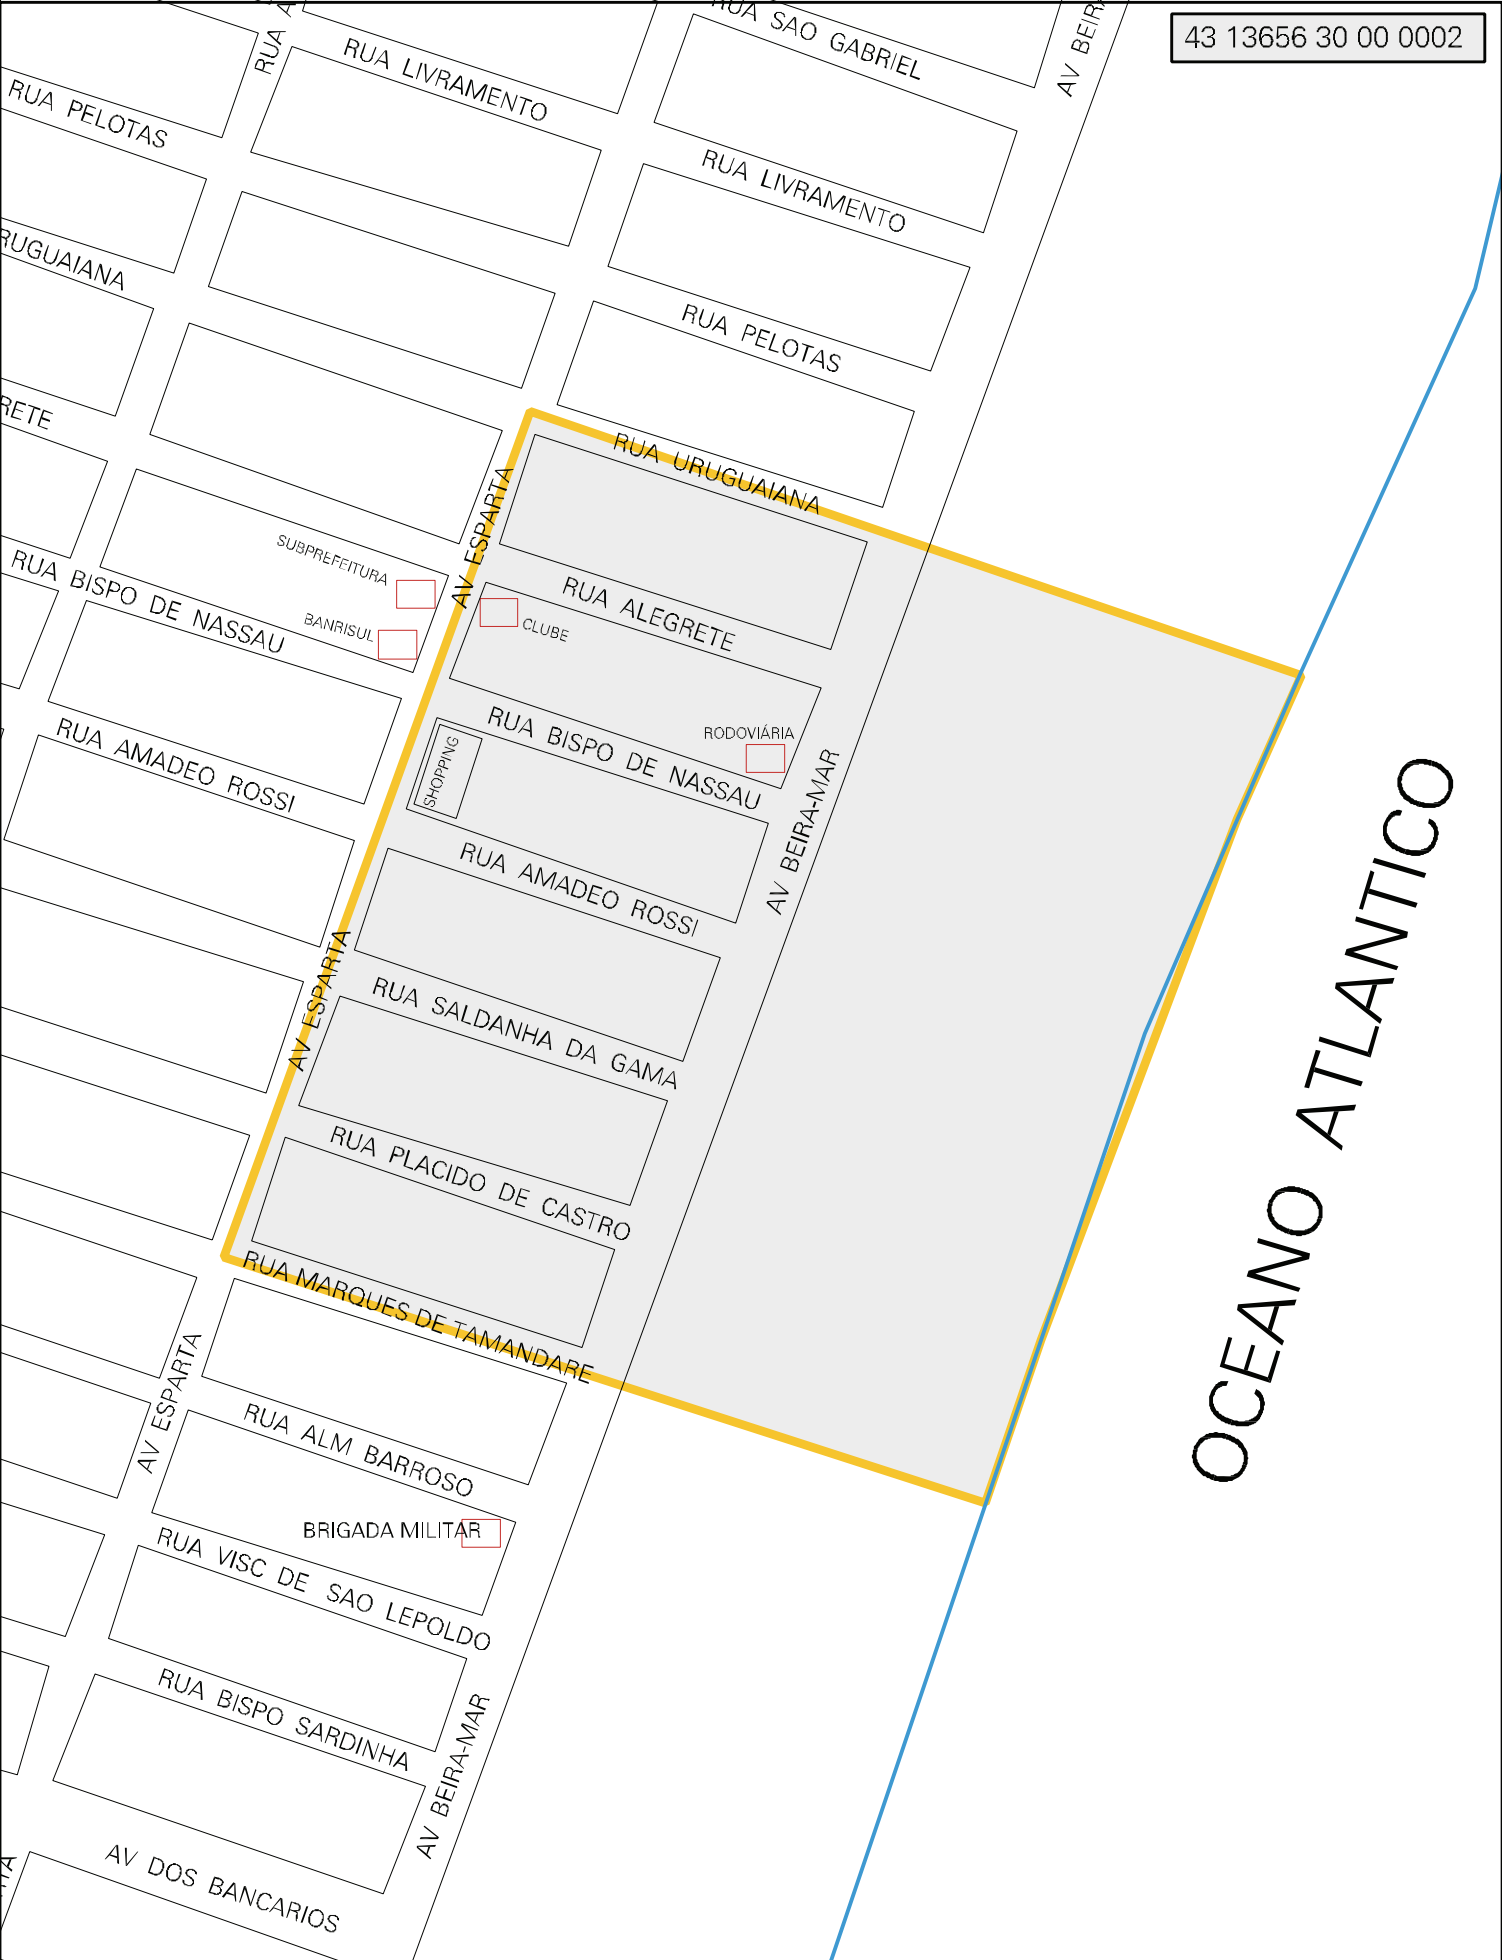 43 13656 30 00 0002
RUA SAO GABRIEL
AV BEIRA
RUA A
RUA LIVRAMENTO
RUA PELOTAS
RUA LIVRAMENTO
RUGUAIANA
RUA PELOTAS
RETE
RUA URUGUAIANA
AV ESPARTA
SUBPREFEITURA
RUA ALEGRETE
RUA BISPO DE NASSAU
BANRISUL
CLUBE
RUA BISPO DE NASSAU
RODOVIÁRIA
RUA AMADEO ROSSI
SHOPPING
AV BEIRA-MAR
RUA AMADEO ROSSI
OCEANO ATLANTICO
AV ESPARTA
RUA SALDANHA DA GAMA
RUA PLACIDO DE CASTRO
RUA MARQUES DE TAMANDARE
AV ESPARTA
RUA ALM BARROSO
BRIGADA MILITAR
RUA VISC DE SAO LEPOLDO
RUA BISPO SARDINHA
AV BEIRA-MAR
AV DOS BANCARIOS